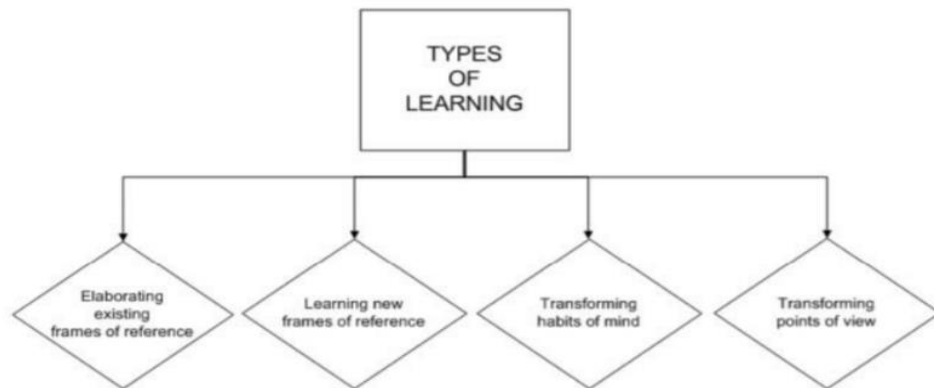 TYPES
OF
LEARNING
Elaborating
existing
frames of reference
Learning new
frames of reference
Transforming
habits of mind
Transforming
points of view